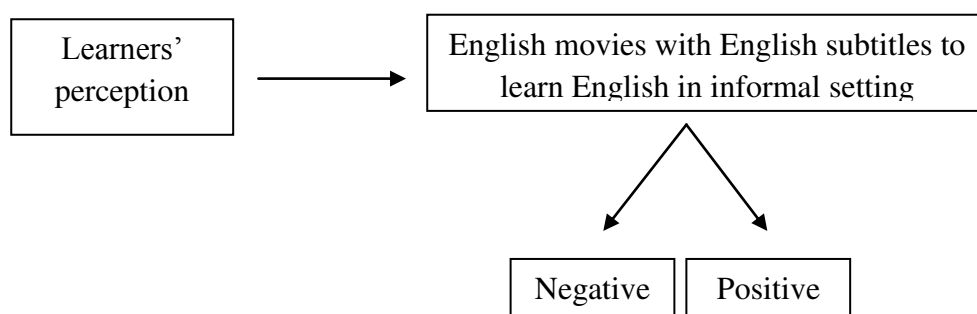 Learners’
perception
English movies with English subtitles to
learn English in informal setting
Negative
Positive